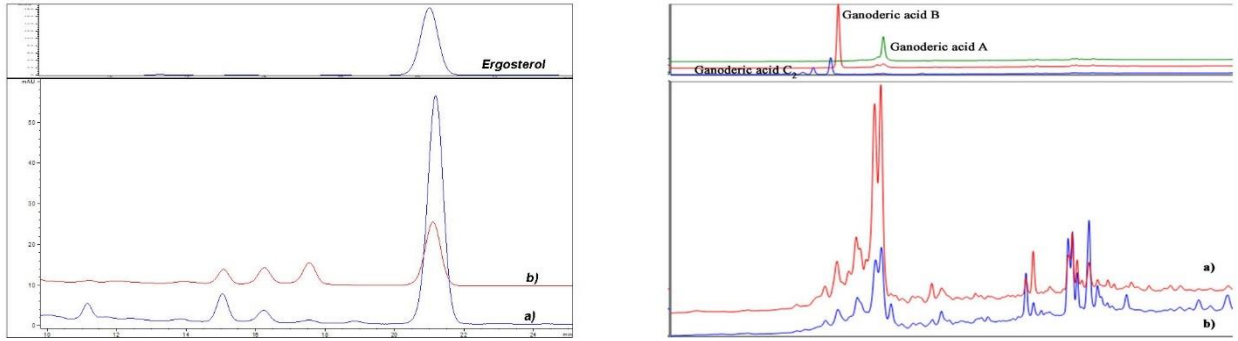 Ergosterol
mAU
50
40
30
20
10
0
b)
a)
10
12
14
16
18
20
22
24
min
Ganoderic acid B
Ganoderic acid A
Ganoderic acid C2
a)
b)